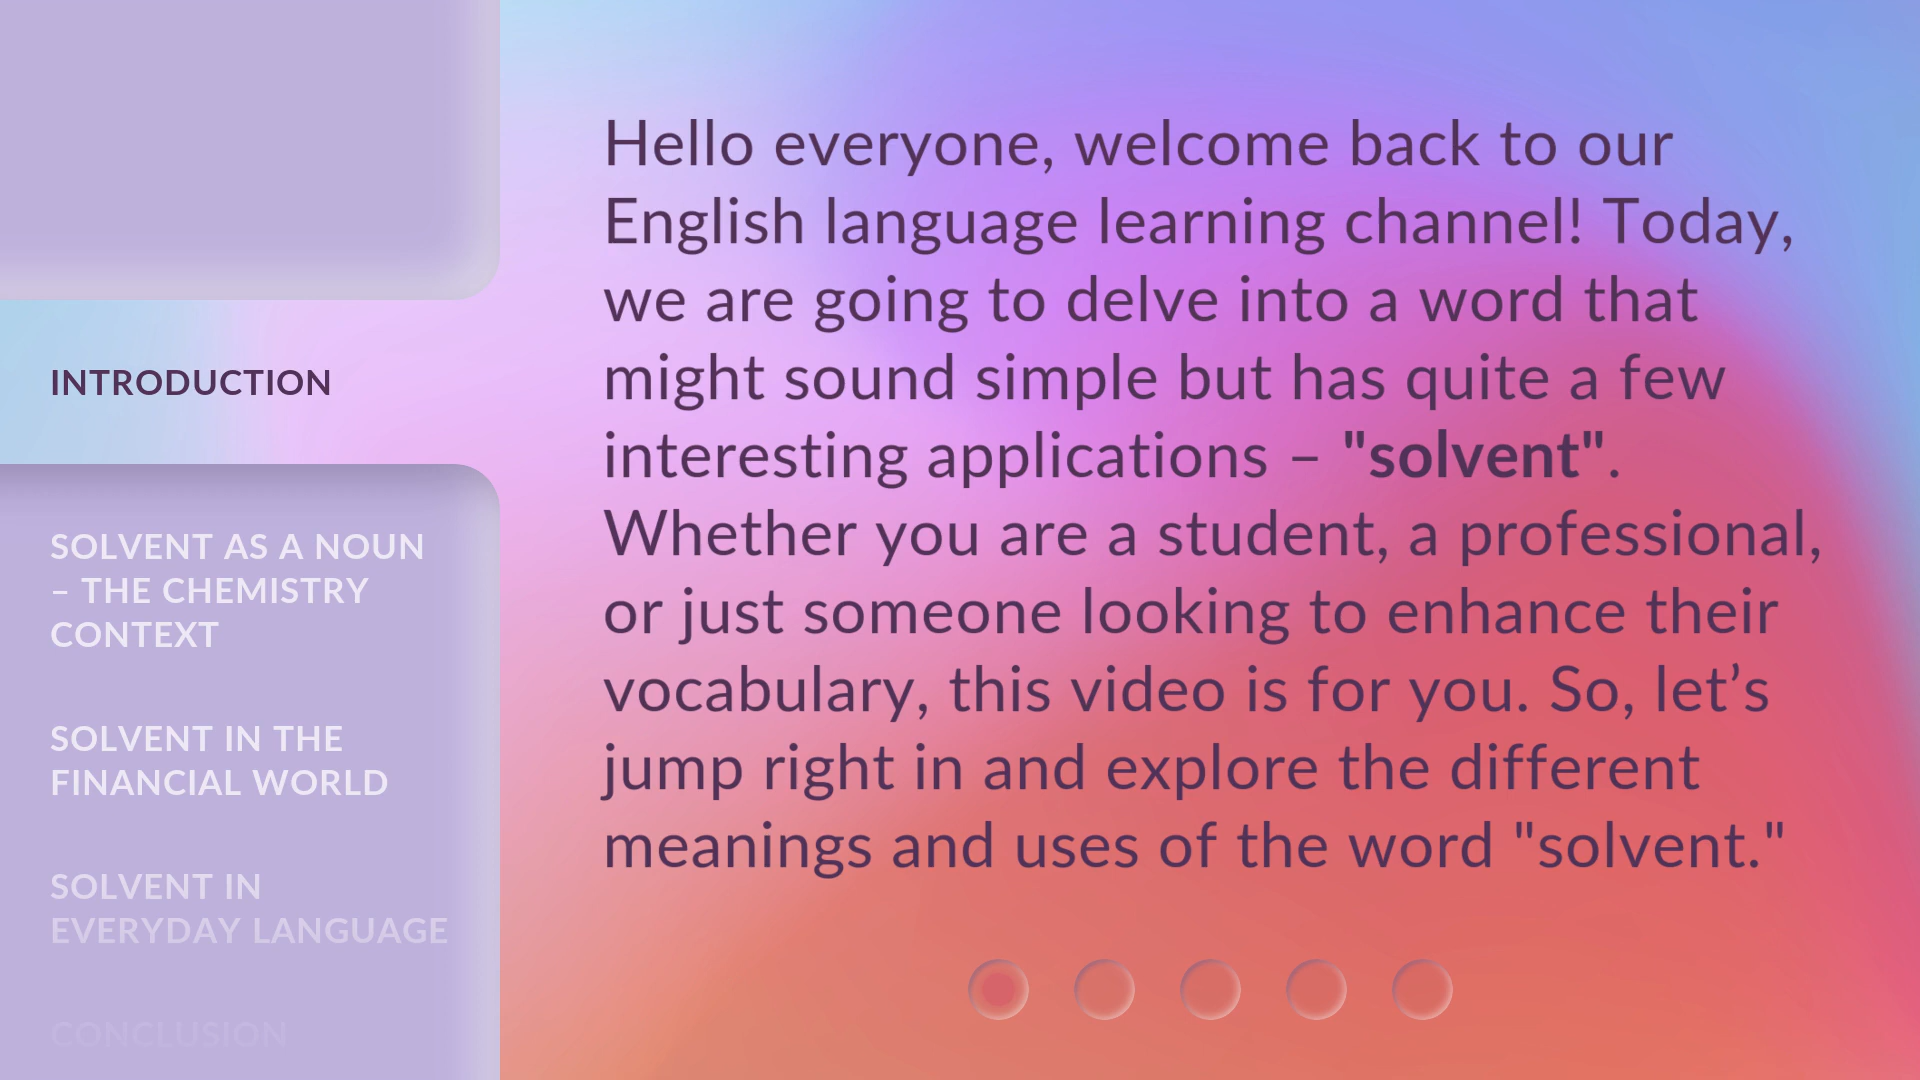 INTRODUCTION
SOLVENT AS A NOUN
– THE CHEMISTRY
CONTEXT
SOLVENT IN THE
FINANCIAL WORLD
SOLVENT IN
EVERYDAY LANGUAGE
CONCLUSION
Hello everyone, welcome back to our
English language learning channel! Today,
we are going to delve into a word that
might sound simple but has quite a few
interesting applications – "solvent".
Whether you are a student, a professional,
or just someone looking to enhance their
vocabulary, this video is for you. So, let’s
jump right in and explore the different
meanings and uses of the word "solvent."